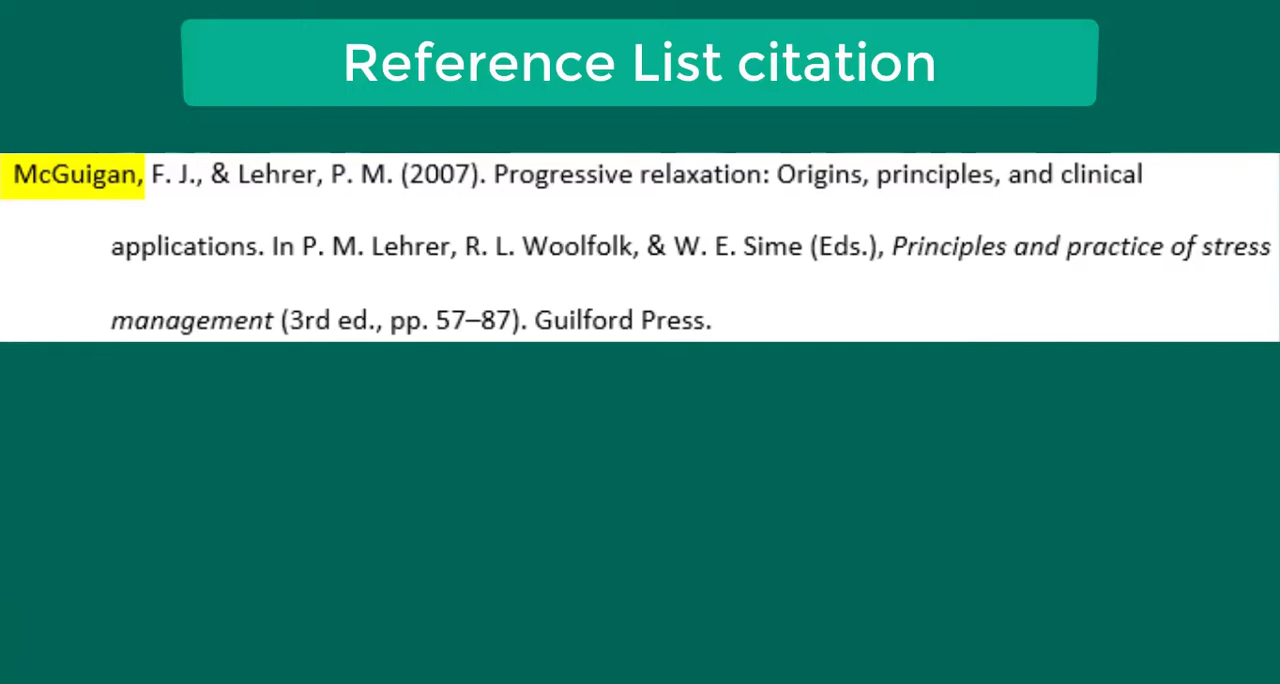 Reference List citation
McGuigan, F. J., & Lehrer, P. M. (2007). Progressive relaxation: Origins, principles, and clinical
applications. In P. M. Lehrer, R. L. Woolfolk, & W. E. Sime (Eds.), Principles and practice of stress
management (3rd ed., pp. 57–87). Guilford Press.